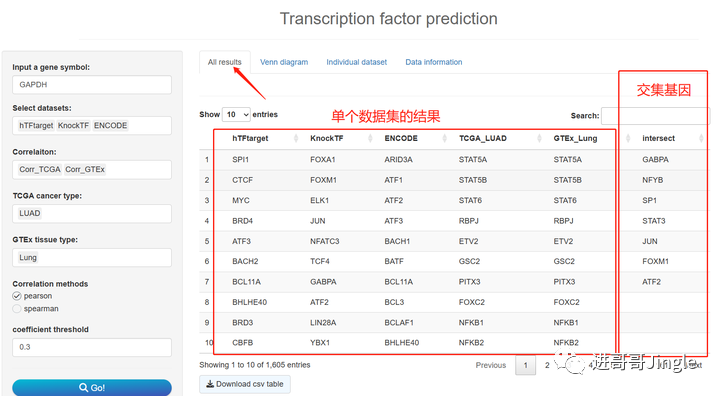 Transcription factor prediction
Input a gene symbol:
GAPDH
Select datasets:
hTFtarget KnockTF ENCODE
Correlaiton:
Corr_TCGA Corr_GTEx
TCGA cancer type:
LUAD
GTEx tissue type:
Lung
Correlation methods
pearson
spearman
coefficient threshold
0.3
Go!
All results Venn diagram Individual dataset Data information
Show 10 entries
单个数据集的结果
Search:
交集基因
hTFtarget KnockTF ENCODE TCGA_LUAD GTEx_Lung intersect
1 SPI1 FOXA1 ARID3A STAT5A STAT5A GABPA
2 CTCF FOXM1 ATF1 STAT5B STAT5B NFYB
3 MYC ELK1 ATF2 STAT6 STAT6 SP1
4 BRD4 JUN ATF3 RBPJ RBPJ STAT3
5 ATF3 NFATC3 BACH1 ETV2 ETV2 JUN
6 BACH2 TCF4 BATF GSC2 GSC2 FOXM1
7 BCL11A GABPA BCL11A PITX3 PITX3 ATF2
8 BHLHE40 ATF2 BCL3 FOXC2 FOXC2
9 BRD3 LIN28A BCLAF1 NFKB1 NFKB1
10 CBFB YBX1 BHLHE40 NFKB2 NFKB2
Showing 1 to 10 of 1,605 entries
Previous 1 2
进哥哥Jingle
Download csv table